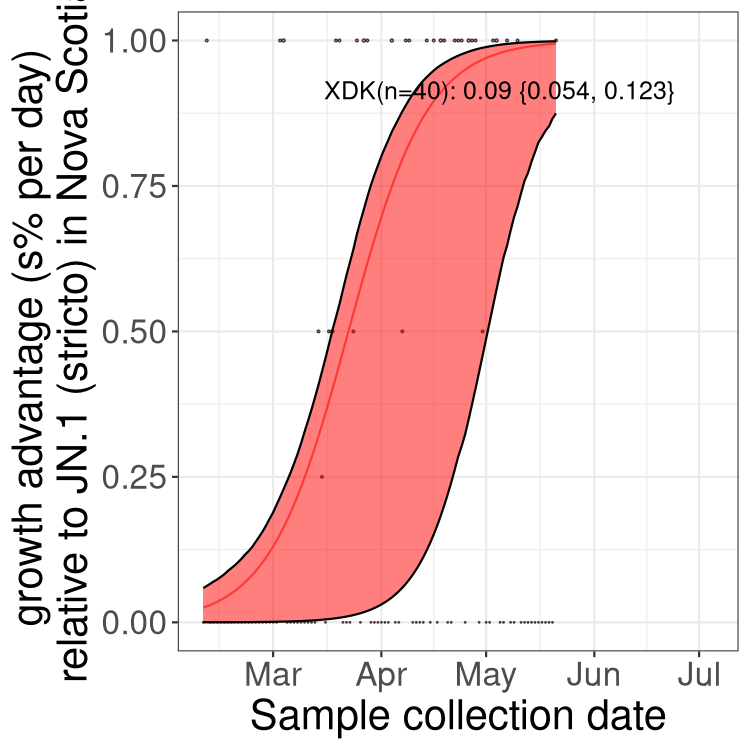 growth advantage (s% per day)
relative to JN.1 (stricto) in Nova Scotia
1.00
0.75
0.50
0.25
0.00
XDK(n=40): 0.09 {0.054, 0.123}
Mar Apr May Jun Jul
Sample collection date